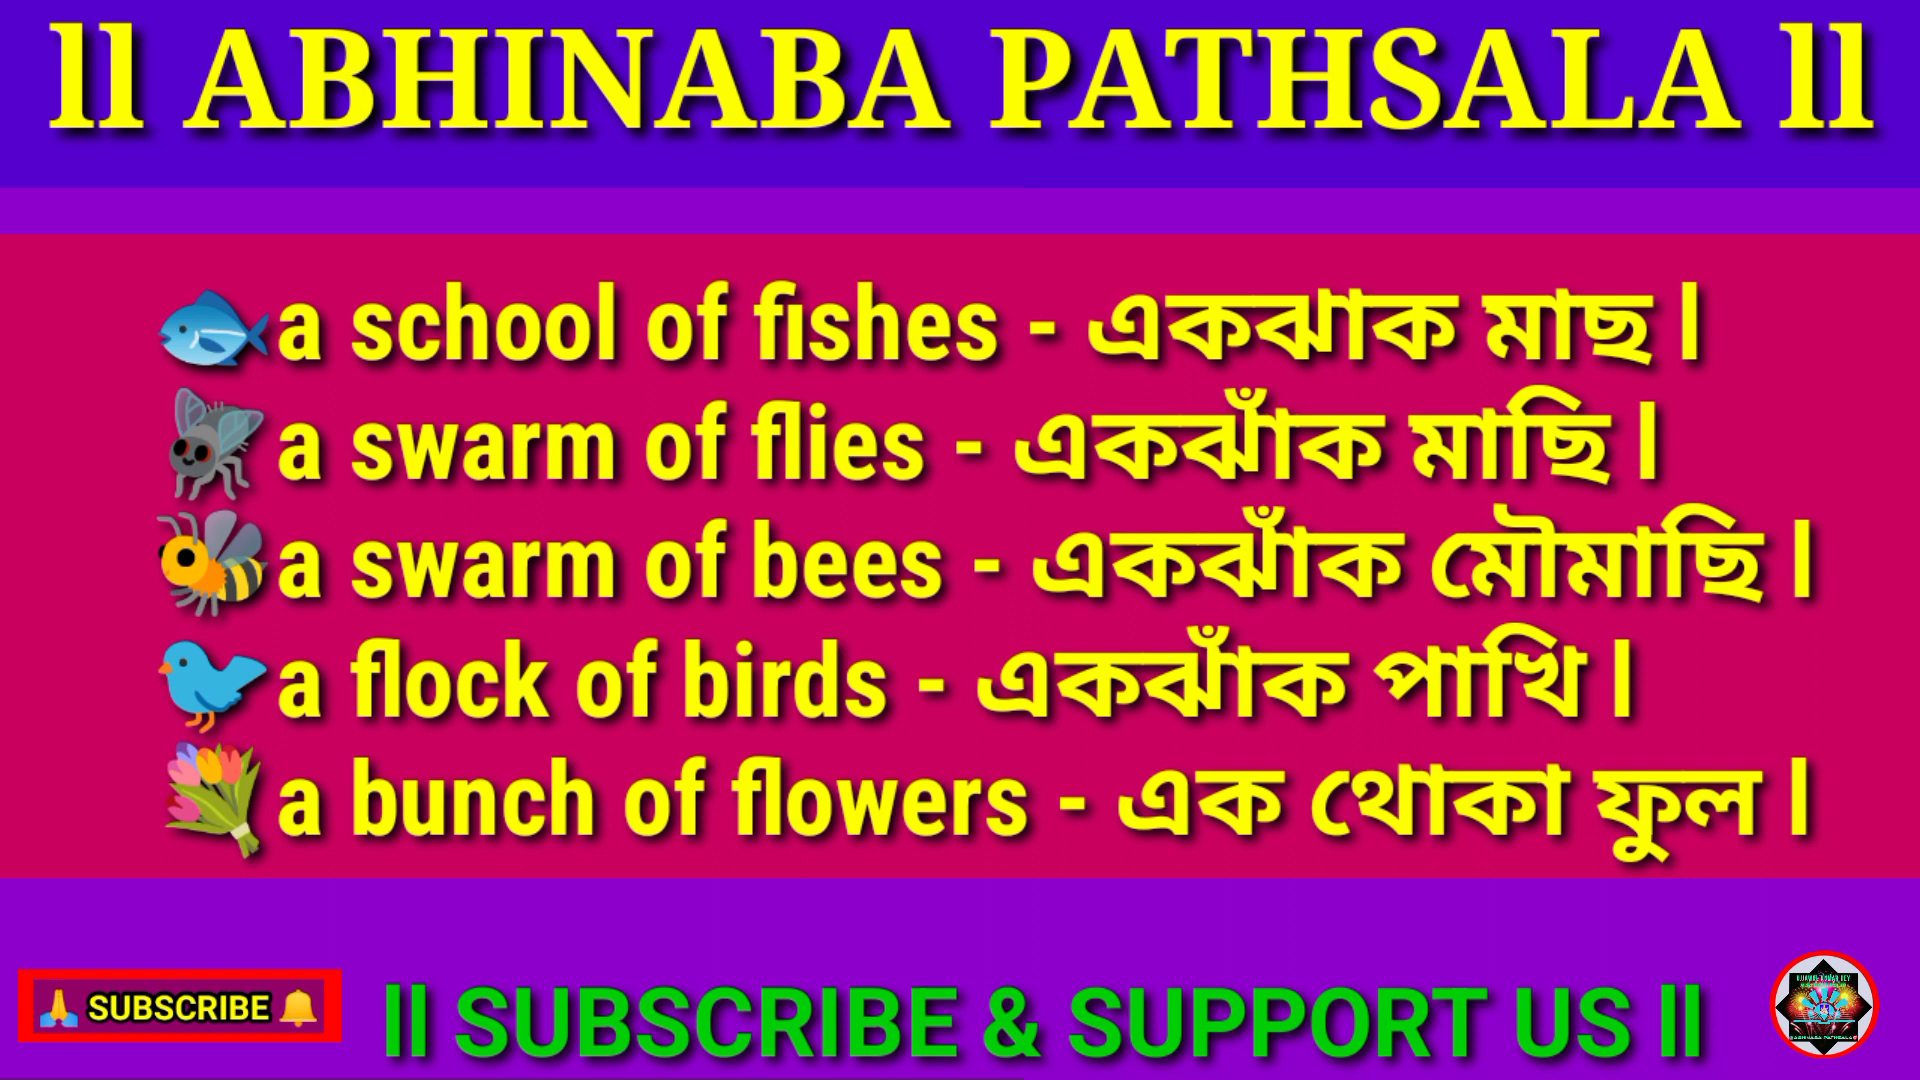 ll ABHINABA PATHSALA ll
a school of fishes - একঝাক মাছ l
a swarm of flies - একঝাঁক মাছি l
a swarm of bees - একঝাঁক মৌমাছি l
a flock of birds - একঝাঁক পাখি l
a bunch of flowers - এক থোকা ফুল l
SUBSCRIBE
ll SUBSCRIBE & SUPPORT US ll